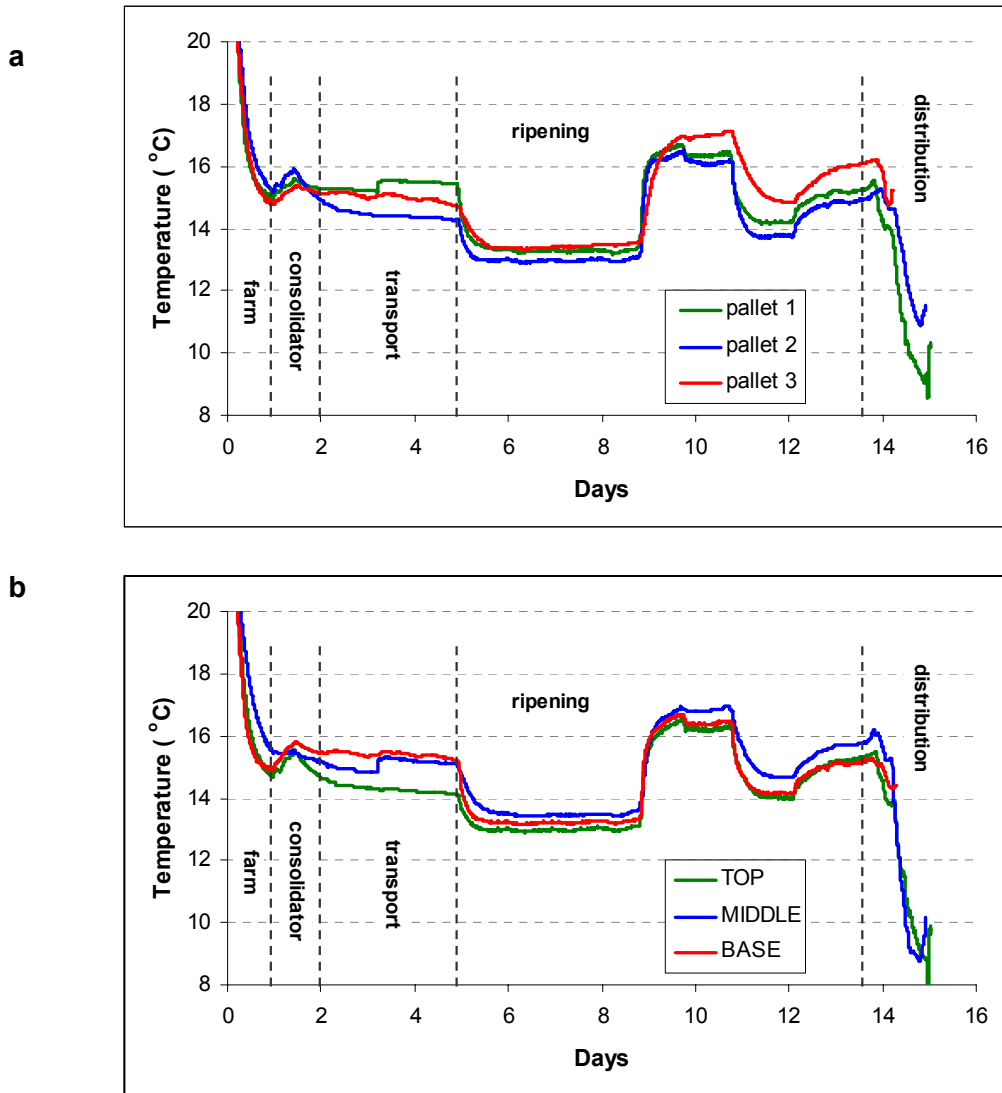 a
20
18
16
14
12
10
8
Temperature ( °C)
farm
consolidator
transport
ripening
distribution
pallet 1
pallet 2
pallet 3
0 2 4 6 8 10 12 14 16
Days
b
20
18
16
14
12
10
8
Temperature ( °C)
farm
consolidator
transport
ripening
distribution
TOP
MIDDLE
BASE
0 2 4 6 8 10 12 14 16
Days